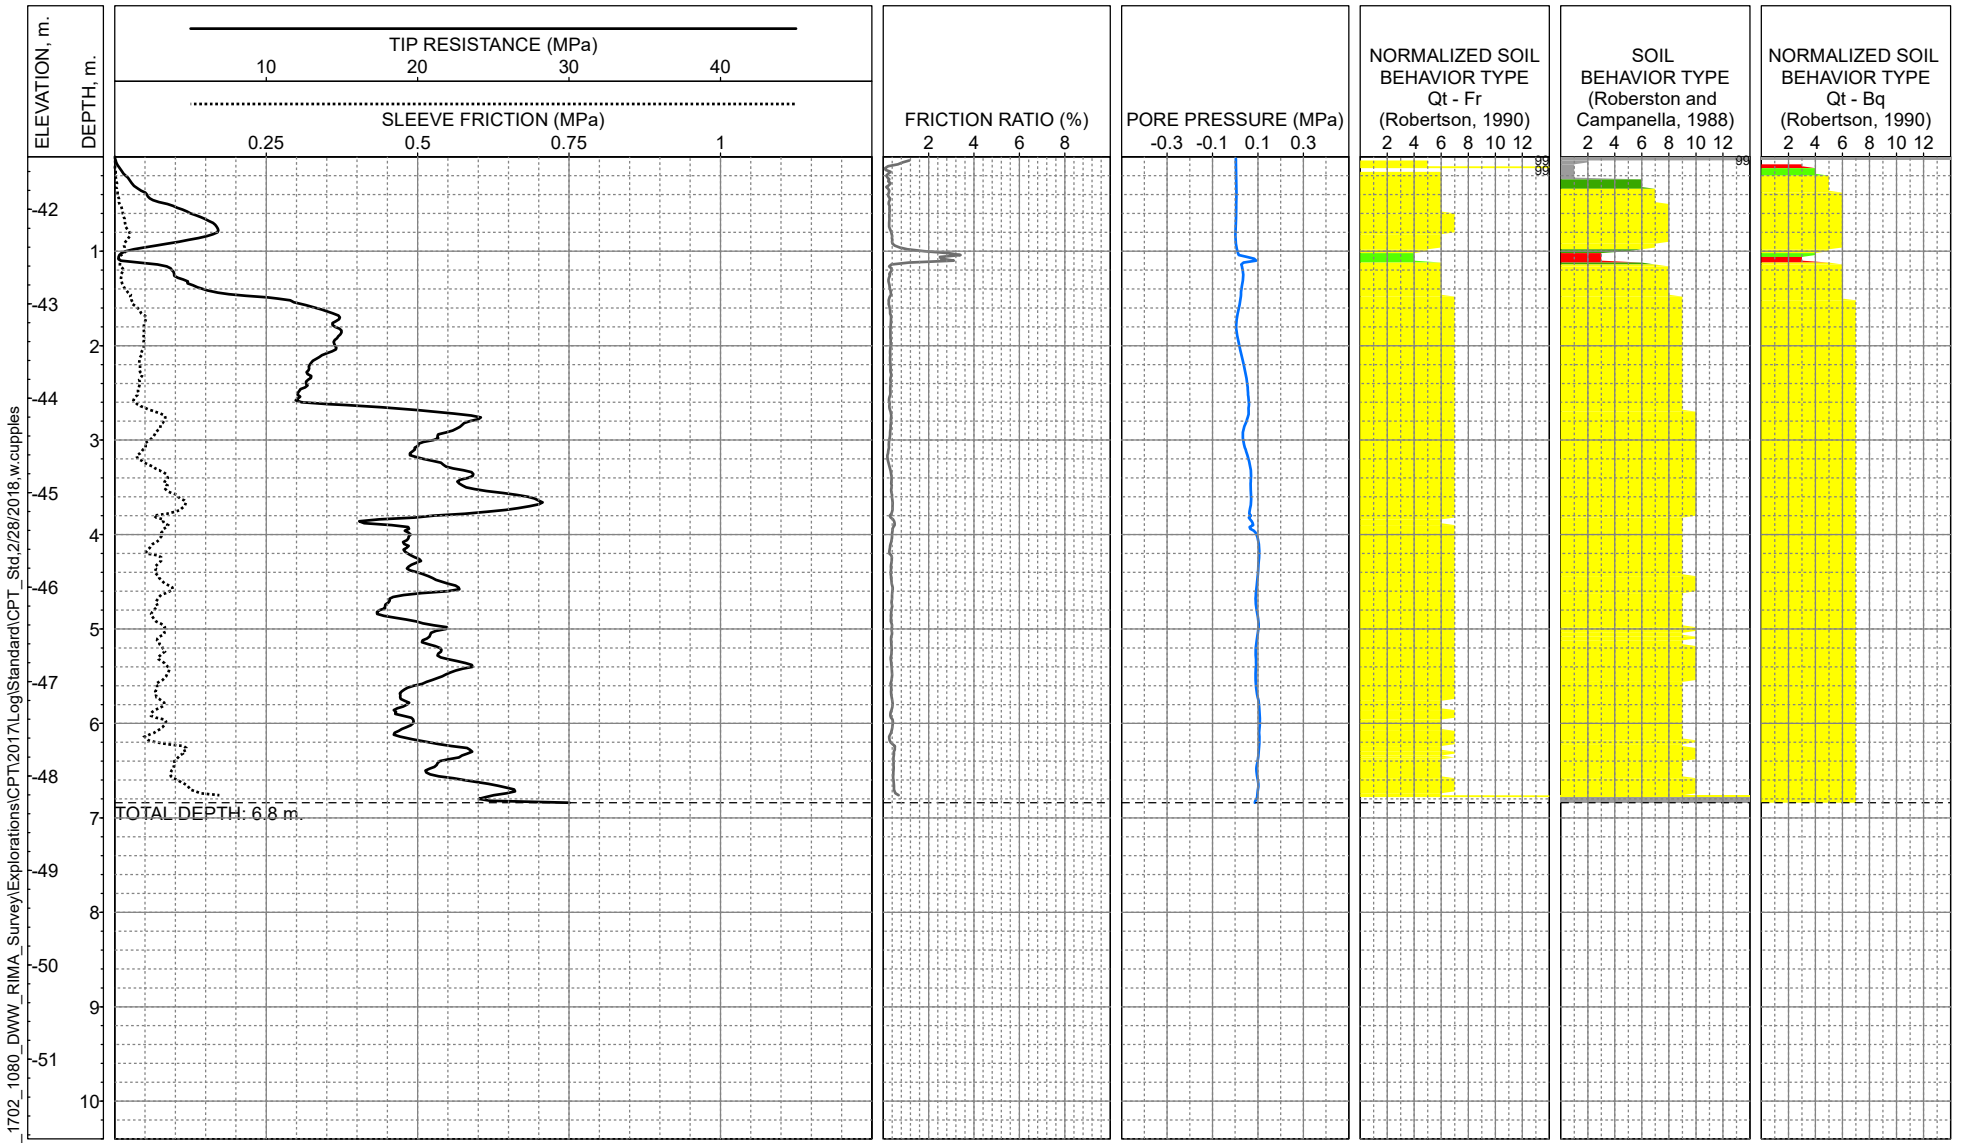 ELEVATION, m.
DEPTH, m.
TIP RESISTANCE (MPa)
10 20 30 40
SLEEVE FRICTION (MPa)
0.25 0.5 0.75 1
FRICTION RATIO (%)
2 4 6 8
PORE PRESSURE (MPa)
-0.3 -0.1 0.1 0.3
NORMALIZED SOIL
BEHAVIOR TYPE
Qt - Fr
(Robertson, 1990)
2 4 6 8 10 12
SOIL
BEHAVIOR TYPE
(Roberston and
Campanella, 1988)
2 4 6 8 10 12
NORMALIZED SOIL
BEHAVIOR TYPE
Qt - Bq
(Robertson, 1990)
2 4 6 8 10 12
99
99
99
-42
1
-43
2
-44
3
-45
4
-46
5
-47
6
-48
TOTAL DEPTH: 6.8 m.
7
-49
8
-50
9
-51
10
_1702_1080_DWW_RIMA_Survey\Explorations\CPT\2017\Log\Standard\CPT_Std,2/28/2018,w.cupples